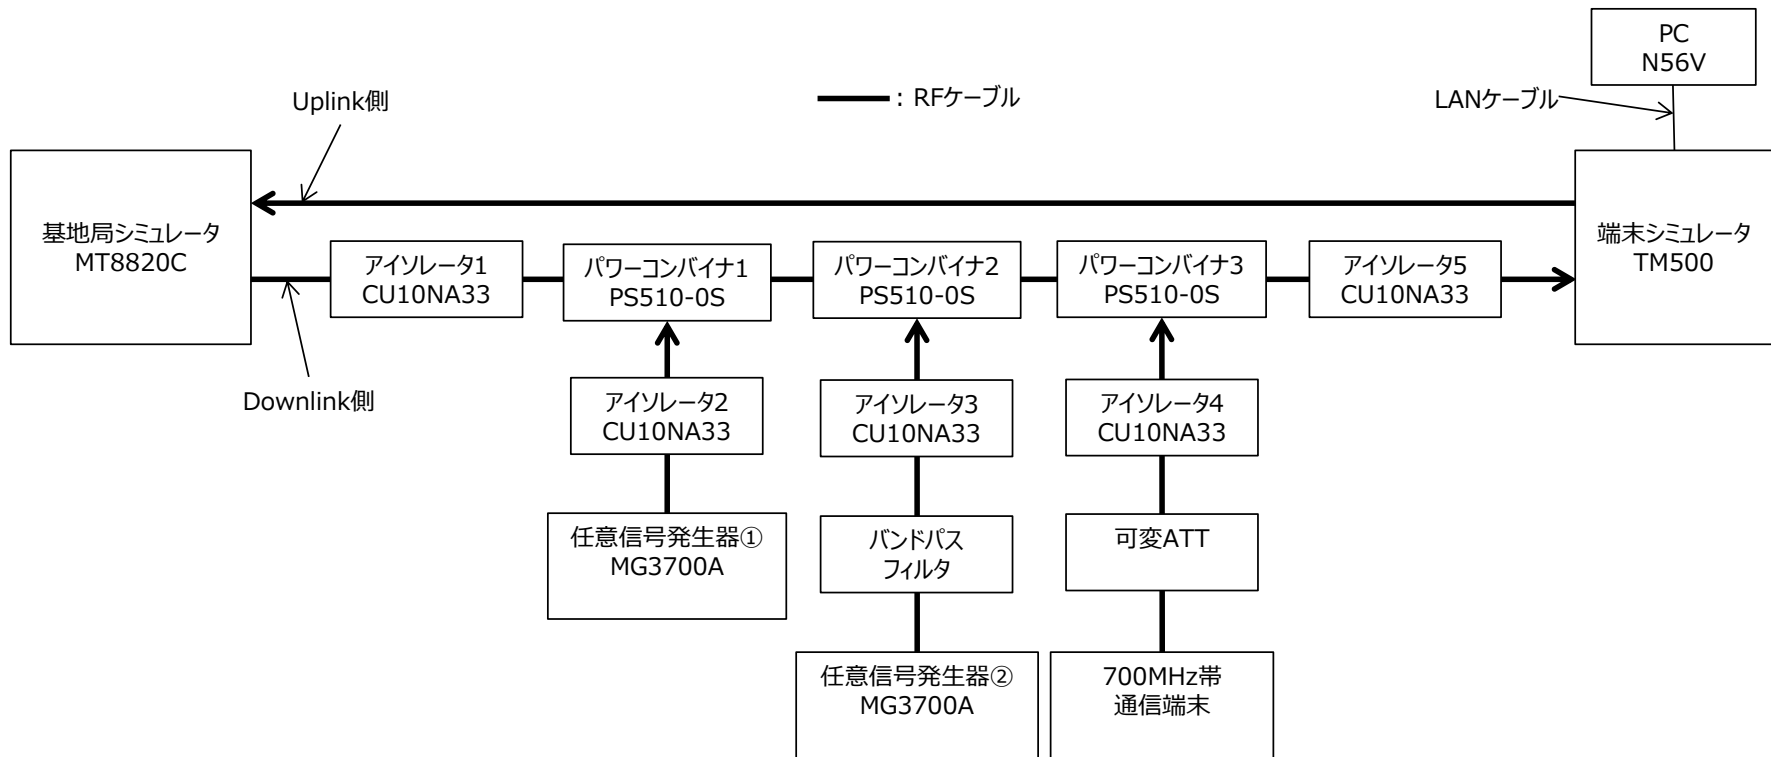 PC
N56V
Uplink側
: RFケーブル
LANケーブル
基地局シミュレータ
MT8820C
端末シミュレータ
TM500
アイソレータ1
CU10NA33
パワーコンバイナ1
PS510-0S
パワーコンバイナ2
PS510-0S
パワーコンバイナ3
PS510-0S
アイソレータ5
CU10NA33
Downlink側
アイソレータ2
CU10NA33
アイソレータ3
CU10NA33
アイソレータ4
CU10NA33
任意信号発生器①
MG3700A
バンドパス
フィルタ
可変ATT
任意信号発生器②
MG3700A
700MHz帯
通信端末